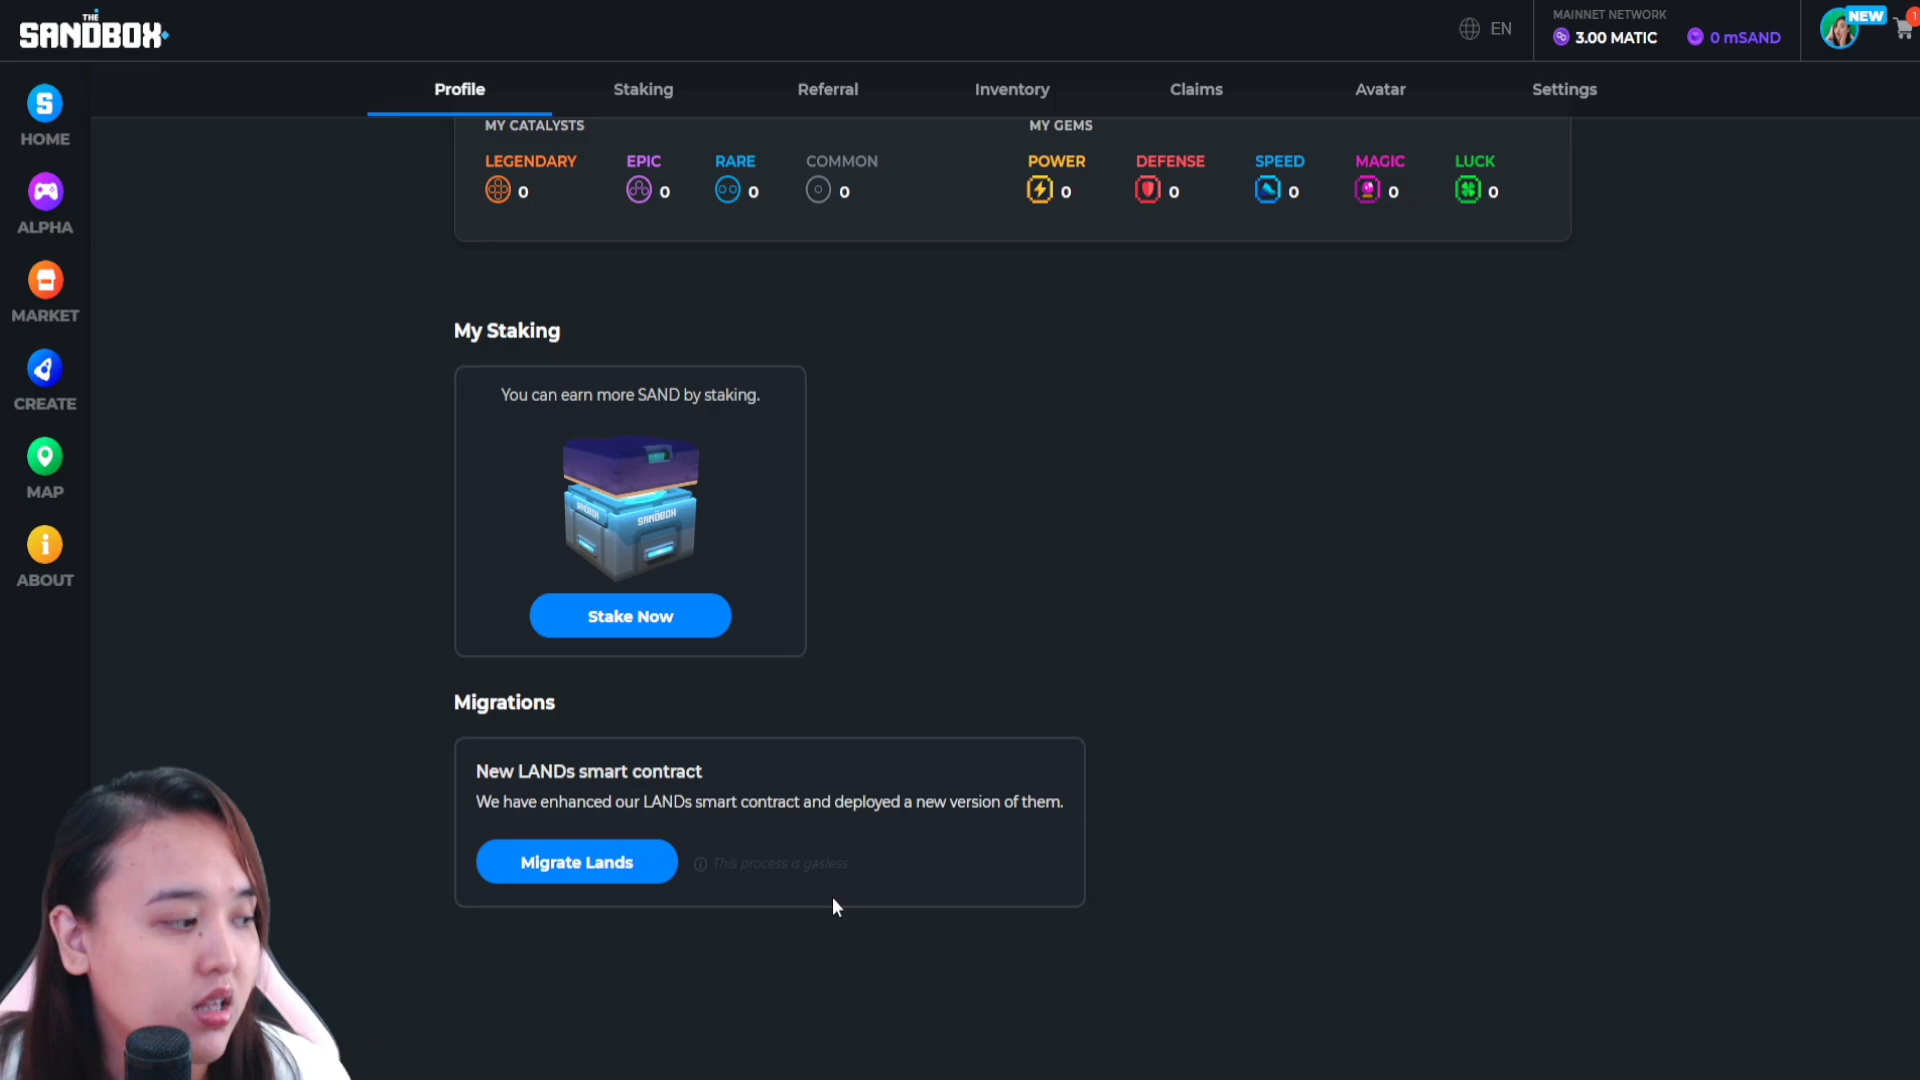 THE
SANDBOX
EN
MAINNET NETWORK
3.00 MATIC
0 mSAND
NEW
1
HOME
ALPHA
MARKET
CREATE
MAP
ABOUT
Profile
Staking
Referral
Inventory
Claims
Avatar
Settings
MY CATALYSTS
LEGENDARY
EPIC
RARE
COMMON
0
0
0
0
MY GEMS
POWER
DEFENSE
SPEED
MAGIC
LUCK
0
0
0
0
0
My Staking
You can earn more SAND by staking.
SANDBOX
SANDBOX
Stake Now
Migrations
New LANDs smart contract
We have enhanced our LANDs smart contract and deployed a new version of them.
Migrate Lands
This process is gasless